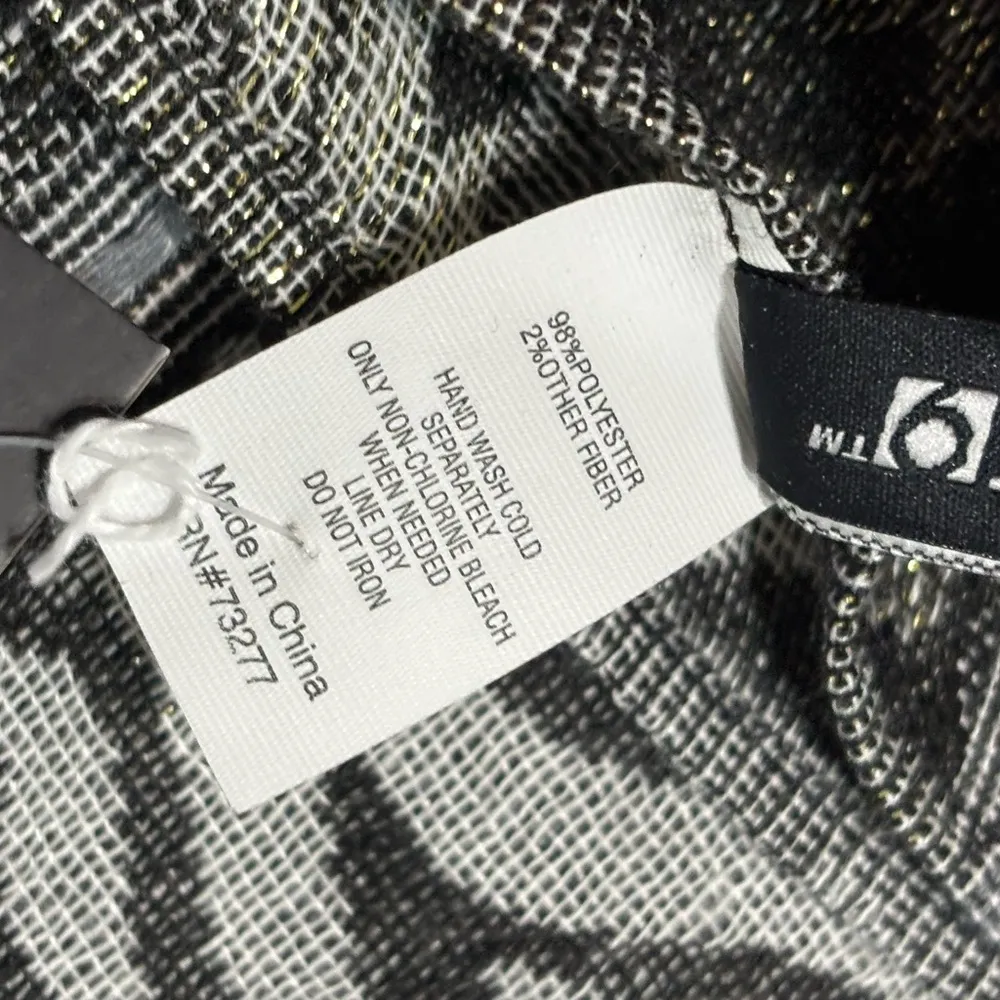 98%POLYESTER
2%OTHER FIBER
HAND WASH COLD
SEPARATELY
ONLY NON-CHLORINE BLEACH
WHEN NEEDED
LINE DRY
DO NOT IRON
Made in China
RN#73277
TM